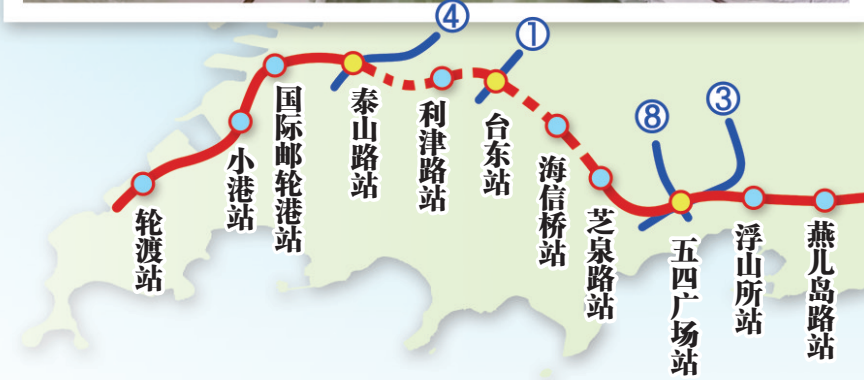 ④
①
③
⑧
轮渡站
小港站
国际邮轮港站
泰山路站
利津路站
台东站
海信桥站
芝泉路站
五四广场站
浮山所站
燕儿岛路站